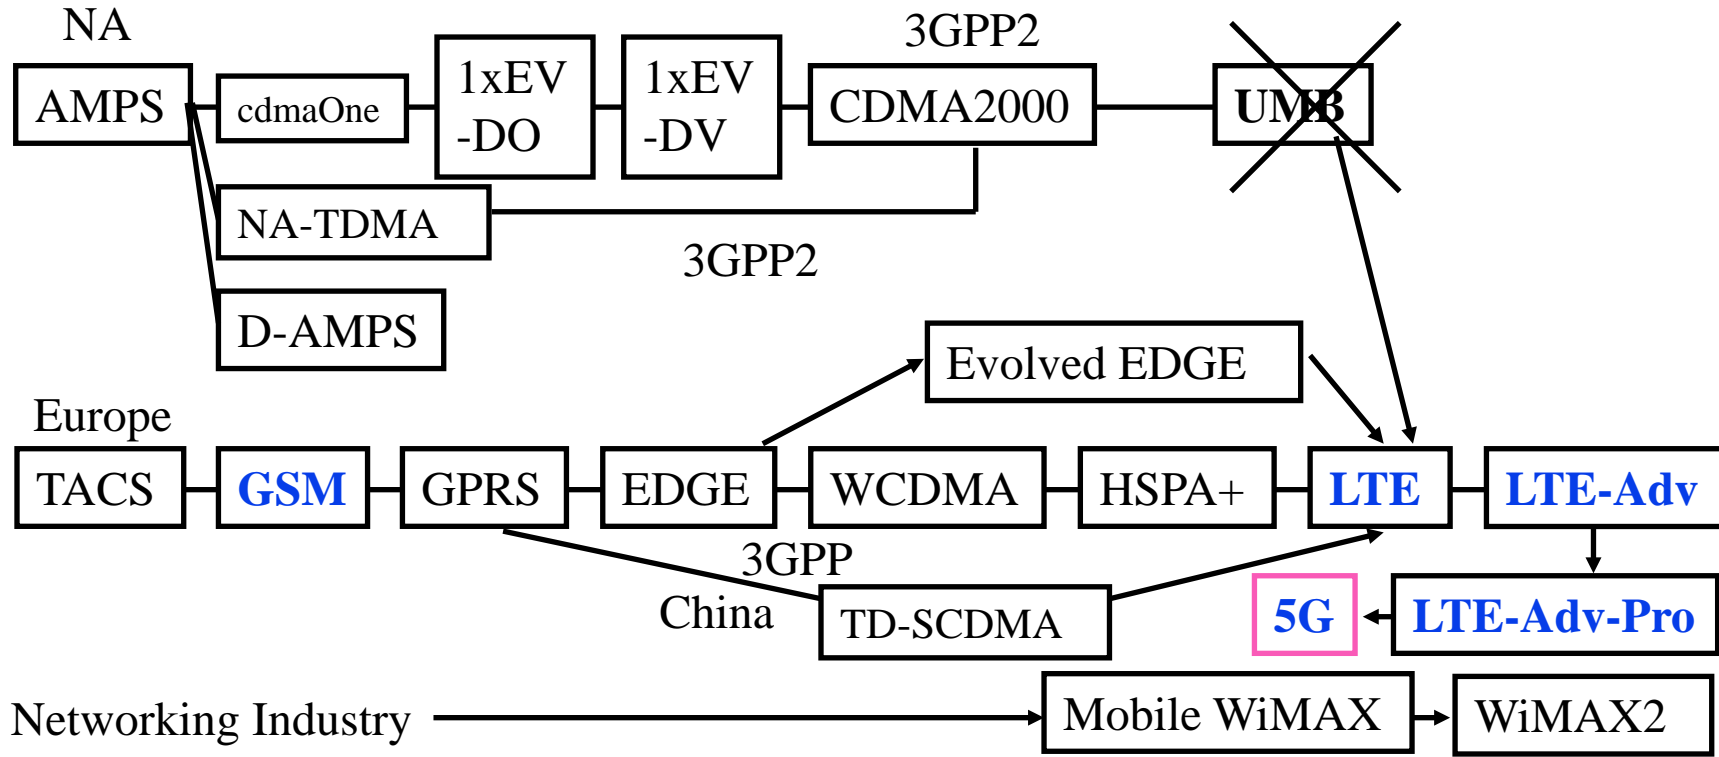 NA
3GPP2
AMPS
cdmaOne
1xEV
-DO
1xEV
-DV
CDMA2000
UMB
NA-TDMA
3GPP2
D-AMPS
Evolved EDGE
Europe
TACS
GSM
GPRS
EDGE
WCDMA
HSPA+
LTE
LTE-Adv
3GPP
China
TD-SCDMA
5G
LTE-Adv-Pro
Networking Industry
Mobile WiMAX
WiMAX2